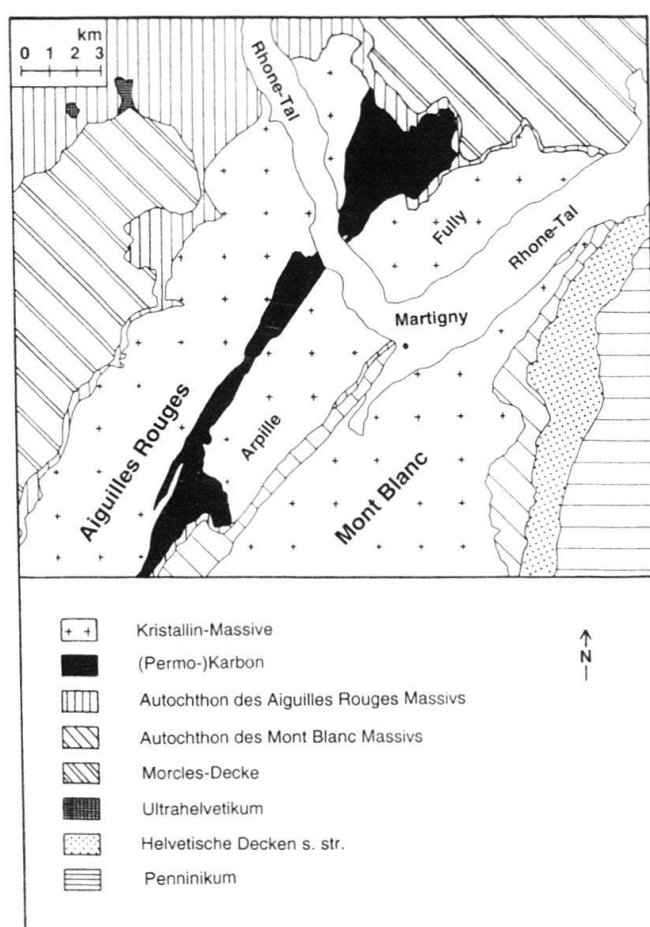 km
0 1 2 3
Rhone-Tal
Fully
Rhone-Tal
Martigny
Aiguilles Rouges
Arpille
Mont Blanc
Kristallin-Massive
(Permo-)Karbon
Autochthon des Aiguilles Rouges Massivs
Autochthon des Mont Blanc Massivs
Morcles-Decke
Ultrahelvetikum
Helvetische Decken s. str.
Penninikum
N